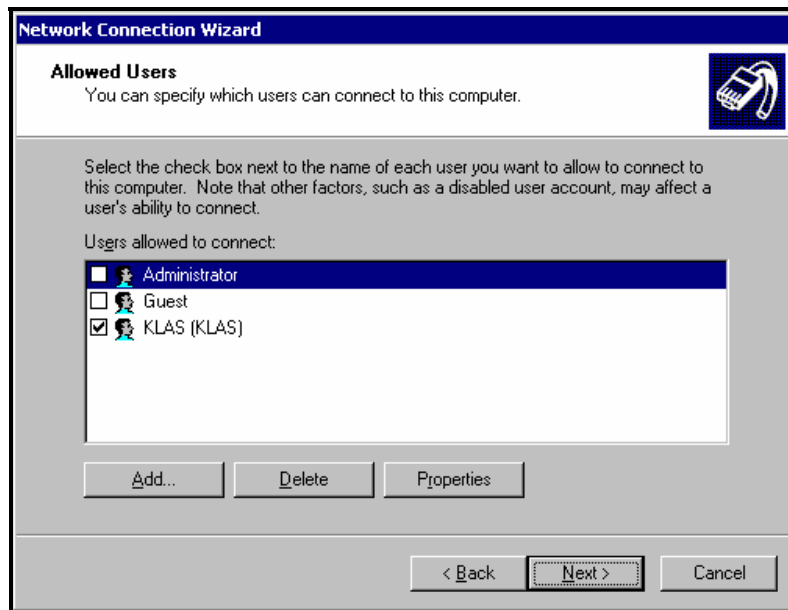 Network Connection Wizard
Allowed Users
You can specify which users can connect to this computer.
Select the check box next to the name of each user you want to allow to connect to
this computer.  Note that other factors, such as a disabled user account, may affect a
user's ability to connect.
Users allowed to connect:
Administrator
Guest
KLAS (KLAS)
Add... Delete Properties
< Back Next > Cancel